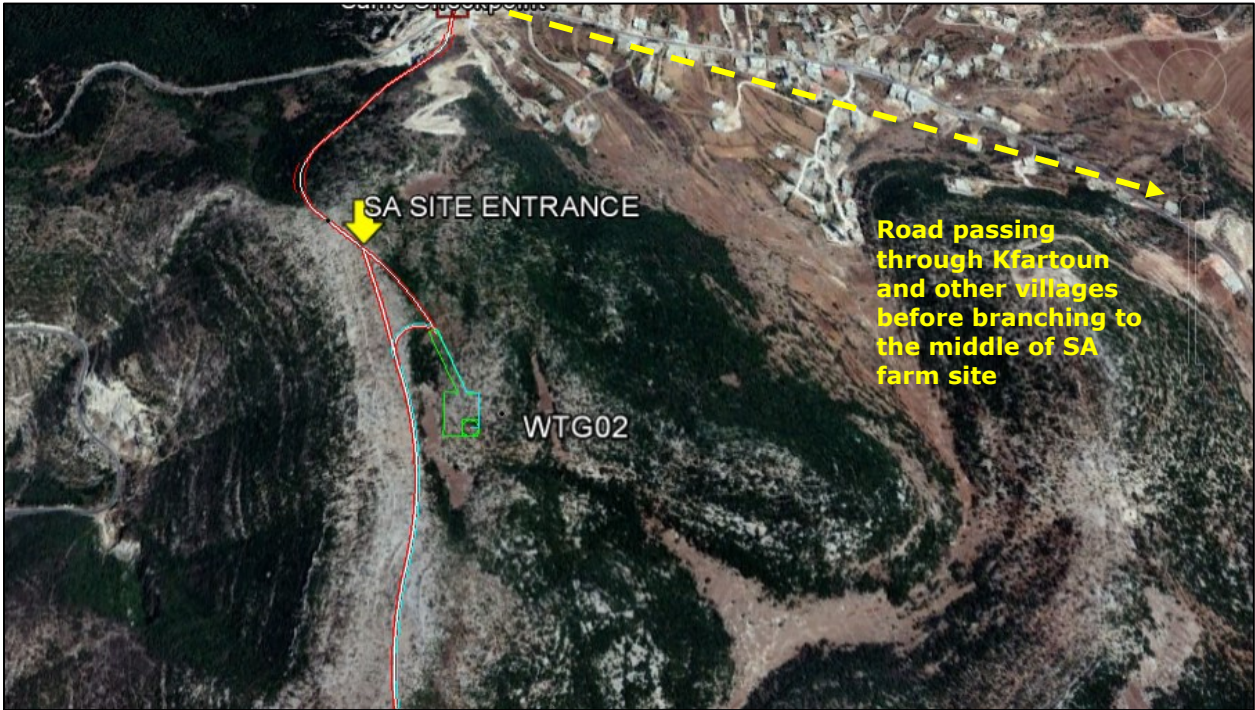 Checkpoint
SA SITE ENTRANCE
Road passing
through Kfartoun
and other villages
before branching to
the middle of SA
farm site
WTG02